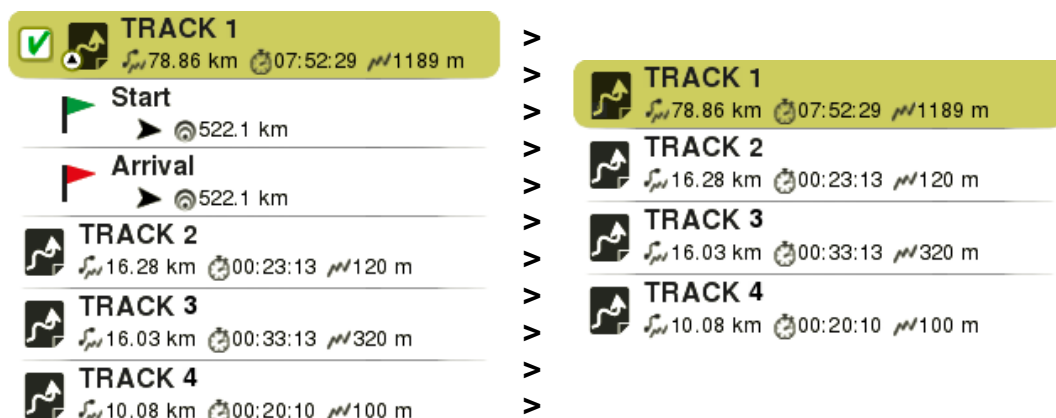 TRACK 1
78.86 km 07:52:29 1189 m
Start
522.1 km
Arrival
522.1 km
TRACK 2
16.28 km 00:23:13 120 m
TRACK 3
16.03 km 00:33:13 320 m
TRACK 4
10.08 km 00:20:10 100 m
>
>
>
>
>
>
>
>
>
>
>
TRACK 1
78.86 km 07:52:29 1189 m
TRACK 2
16.28 km 00:23:13 120 m
TRACK 3
16.03 km 00:33:13 320 m
TRACK 4
10.08 km 00:20:10 100 m